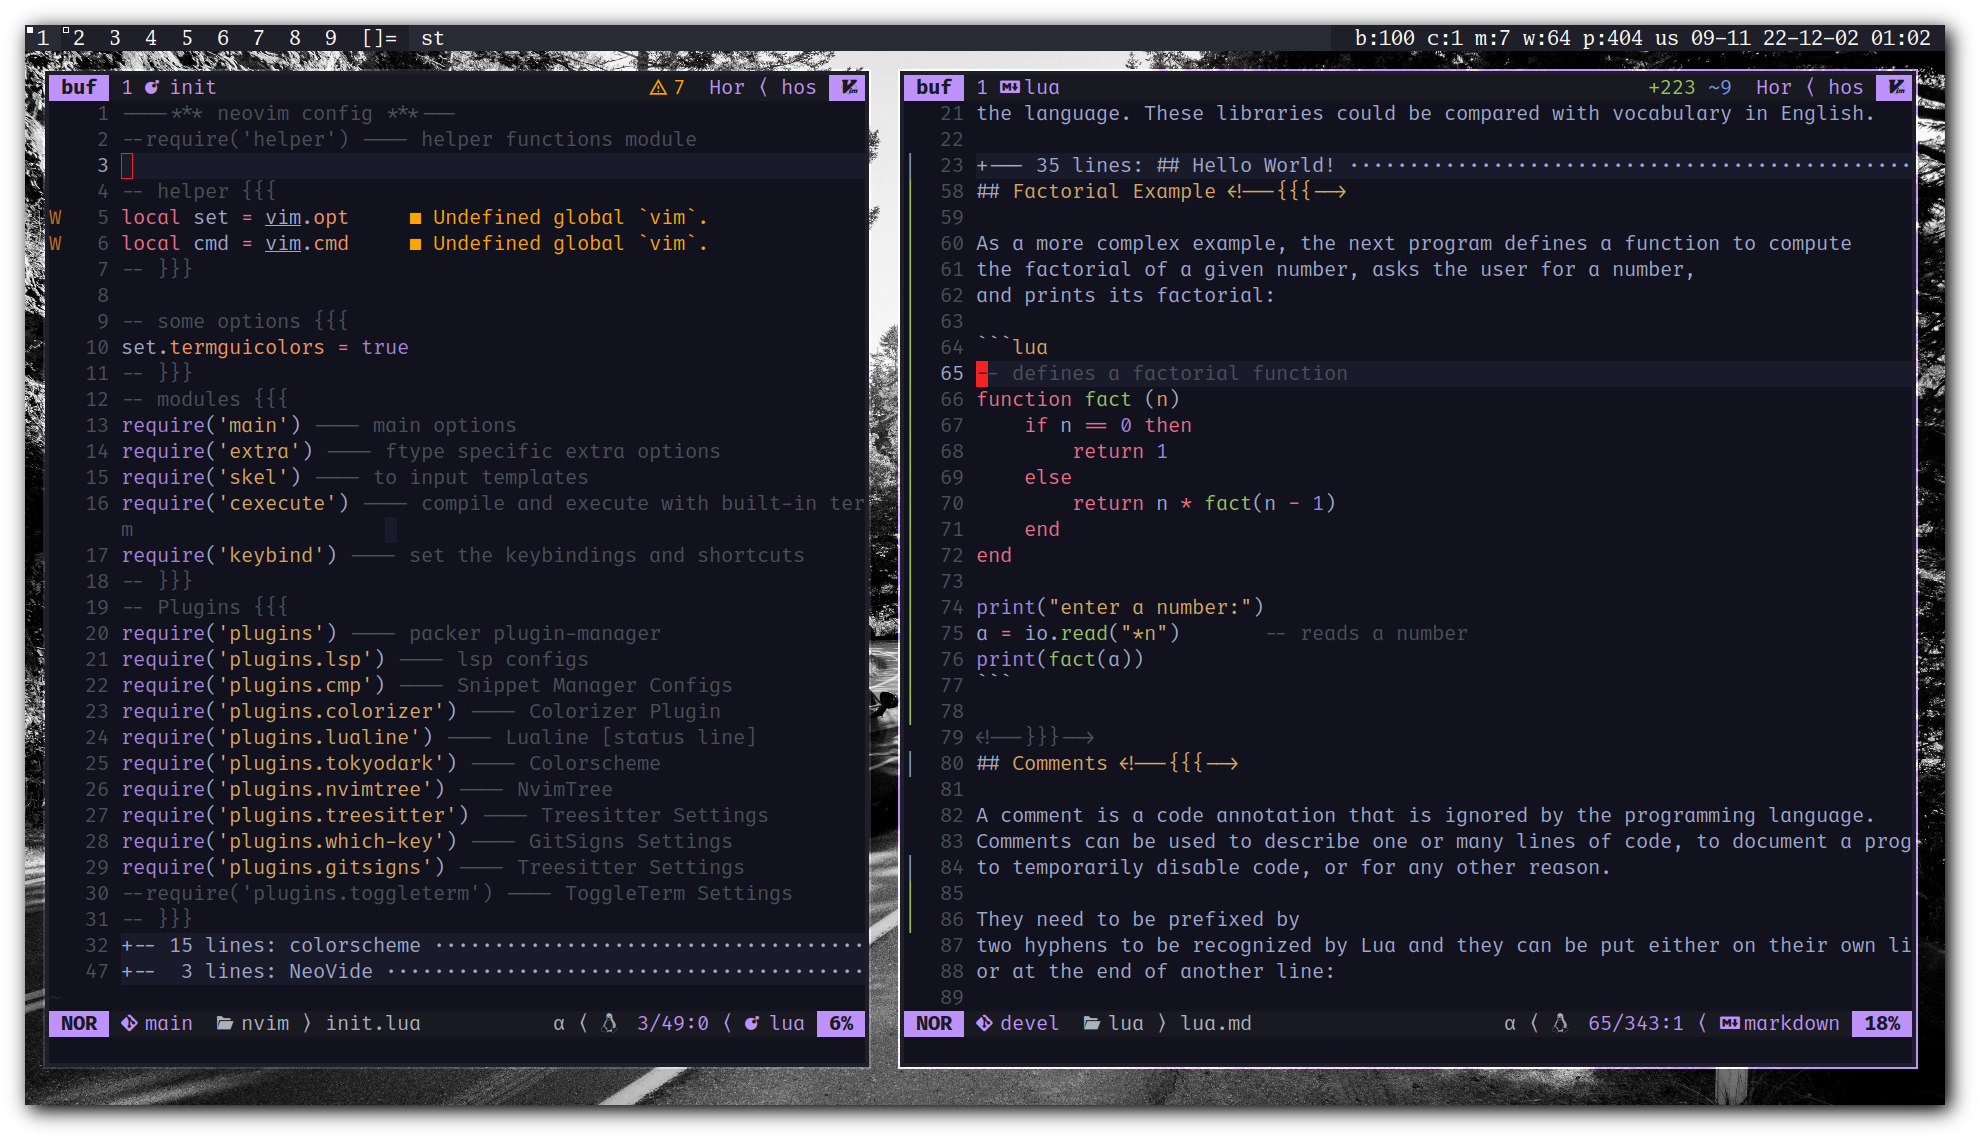 1 2 3 4 5 6 7 8 9 []= st b:100 c:1 m:7 w:64 p:404 us 09-11 22-12-02 01:02
buf 1 init 7 Hor ⟨ hos
1 ----*** neovim config ***---
2 --require('helper') ---- helper functions module
3
4 -- helper {{{
W 5 local set = vim.opt ■ Undefined global `vim`.
W 6 local cmd = vim.cmd ■ Undefined global `vim`.
7 -- }}}
8
9 -- some options {{{
10 set.termguicolors = true
11 -- }}}
12 -- modules {{{
13 require('main') ---- main options
14 require('extra') ---- ftype specific extra options
15 require('skel') ---- to input templates
16 require('cexecute') ---- compile and execute with built-in ter
m
17 require('keybind') ---- set the keybindings and shortcuts
18 -- }}}
19 -- Plugins {{{
20 require('plugins') ---- packer plugin-manager
21 require('plugins.lsp') ---- lsp configs
22 require('plugins.cmp') ---- Snippet Manager Configs
23 require('plugins.colorizer') ---- Colorizer Plugin
24 require('plugins.lualine') ---- Lualine [status line]
25 require('plugins.tokyodark') ---- Colorscheme
26 require('plugins.nvimtree') ---- NvimTree
27 require('plugins.treesitter') ---- Treesitter Settings
28 require('plugins.which-key') ---- GitSigns Settings
29 require('plugins.gitsigns') ---- Treesitter Settings
30 --require('plugins.toggleterm') ---- ToggleTerm Settings
31 -- }}}
32 +-- 15 lines: colorscheme ····································
47 +--  3 lines: NeoVide ········································
~
NOR main nvim ⟩ init.lua α ⟨ 3/49:0 ⟨ lua 6%
buf 1 lua +223 ~9 Hor ⟨ hos
21 the language. These libraries could be compared with vocabulary in English.
22
23 +--- 35 lines: ## Hello World! ···············································
58 ## Factorial Example <!--{{{-->
59
60 As a more complex example, the next program defines a function to compute
61 the factorial of a given number, asks the user for a number,
62 and prints its factorial:
63
64 ```lua
65 -- defines a factorial function
66 function fact (n)
67     if n == 0 then
68         return 1
69     else
70         return n * fact(n - 1)
71     end
72 end
73
74 print("enter a number:")
75 a = io.read("*n")       -- reads a number
76 print(fact(a))
77 ```
78
79 <!--}}}-->
80 ## Comments <!--{{{-->
81
82 A comment is a code annotation that is ignored by the programming language.
83 Comments can be used to describe one or many lines of code, to document a prog
84 to temporarily disable code, or for any other reason.
85
86 They need to be prefixed by
87 two hyphens to be recognized by Lua and they can be put either on their own li
88 or at the end of another line:
89
NOR devel lua ⟩ lua.md α ⟨ 65/343:1 ⟨ markdown 18%